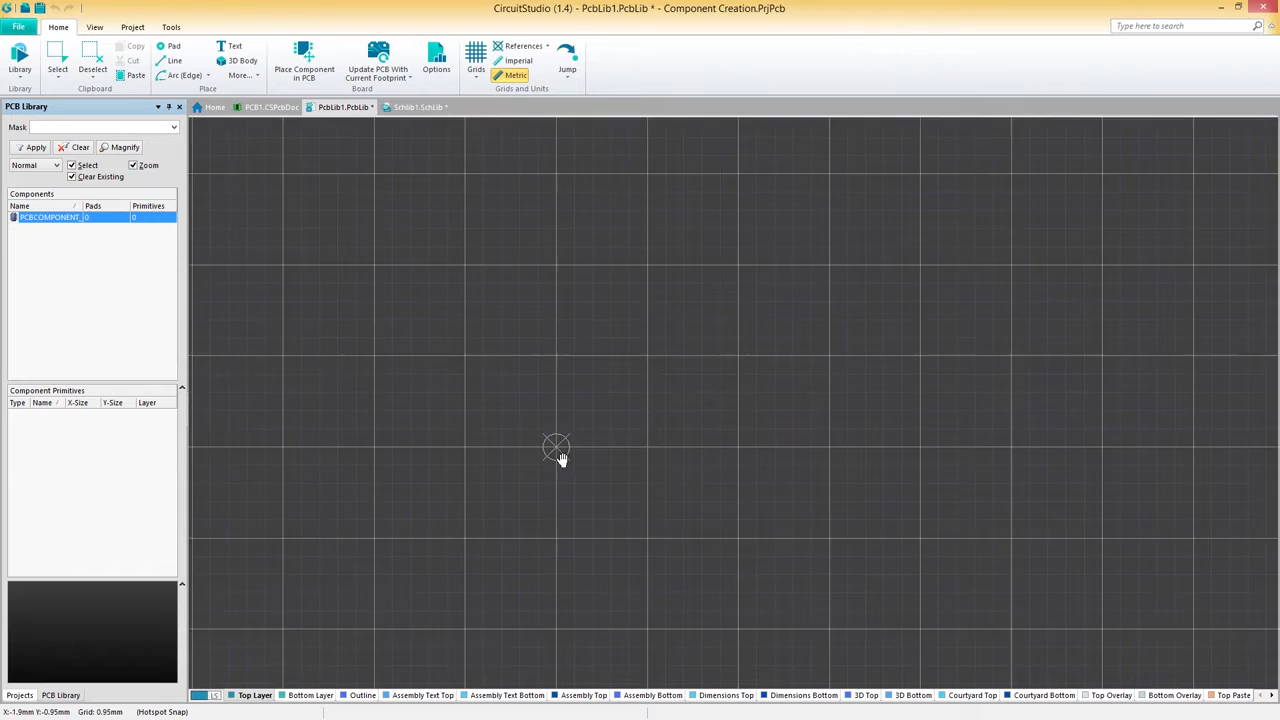 CircuitStudio (1.4) - PcbLib1.PcbLib * - Component Creation.PrjPcb
File Home View Project Tools
Type here to search
Library
Library
Select
Deselect
Copy
Cut
Paste
Clipboard
Pad
Line
Arc (Edge)
Text
3D Body
More...
Place
Place Component
in PCB
Update PCB With
Current Footprint
Board
Options
Grids
References
Imperial
Metric
Jump
Grids and Units
PCB Library
Home PCB1.CSPcbDoc PcbLib1.PcbLib * Schlib1.SchLib *
Mask
Apply Clear Magnify
Normal Select Zoom
Clear Existing
Components
Name Pads Primitives
PCBCOMPONENT_ 0 0
Component Primitives
Type Name X-Size Y-Size Layer
Projects PCB Library
LS Top Layer Bottom Layer Outline Assembly Text Top Assembly Text Bottom Assembly Top Assembly Bottom Dimensions Top Dimensions Bottom 3D Top 3D Bottom Courtyard Top Courtyard Bottom Top Overlay Bottom Overlay Top Paste
X:-1.9mm Y:-0.95mm Grid: 0.95mm (Hotspot Snap)